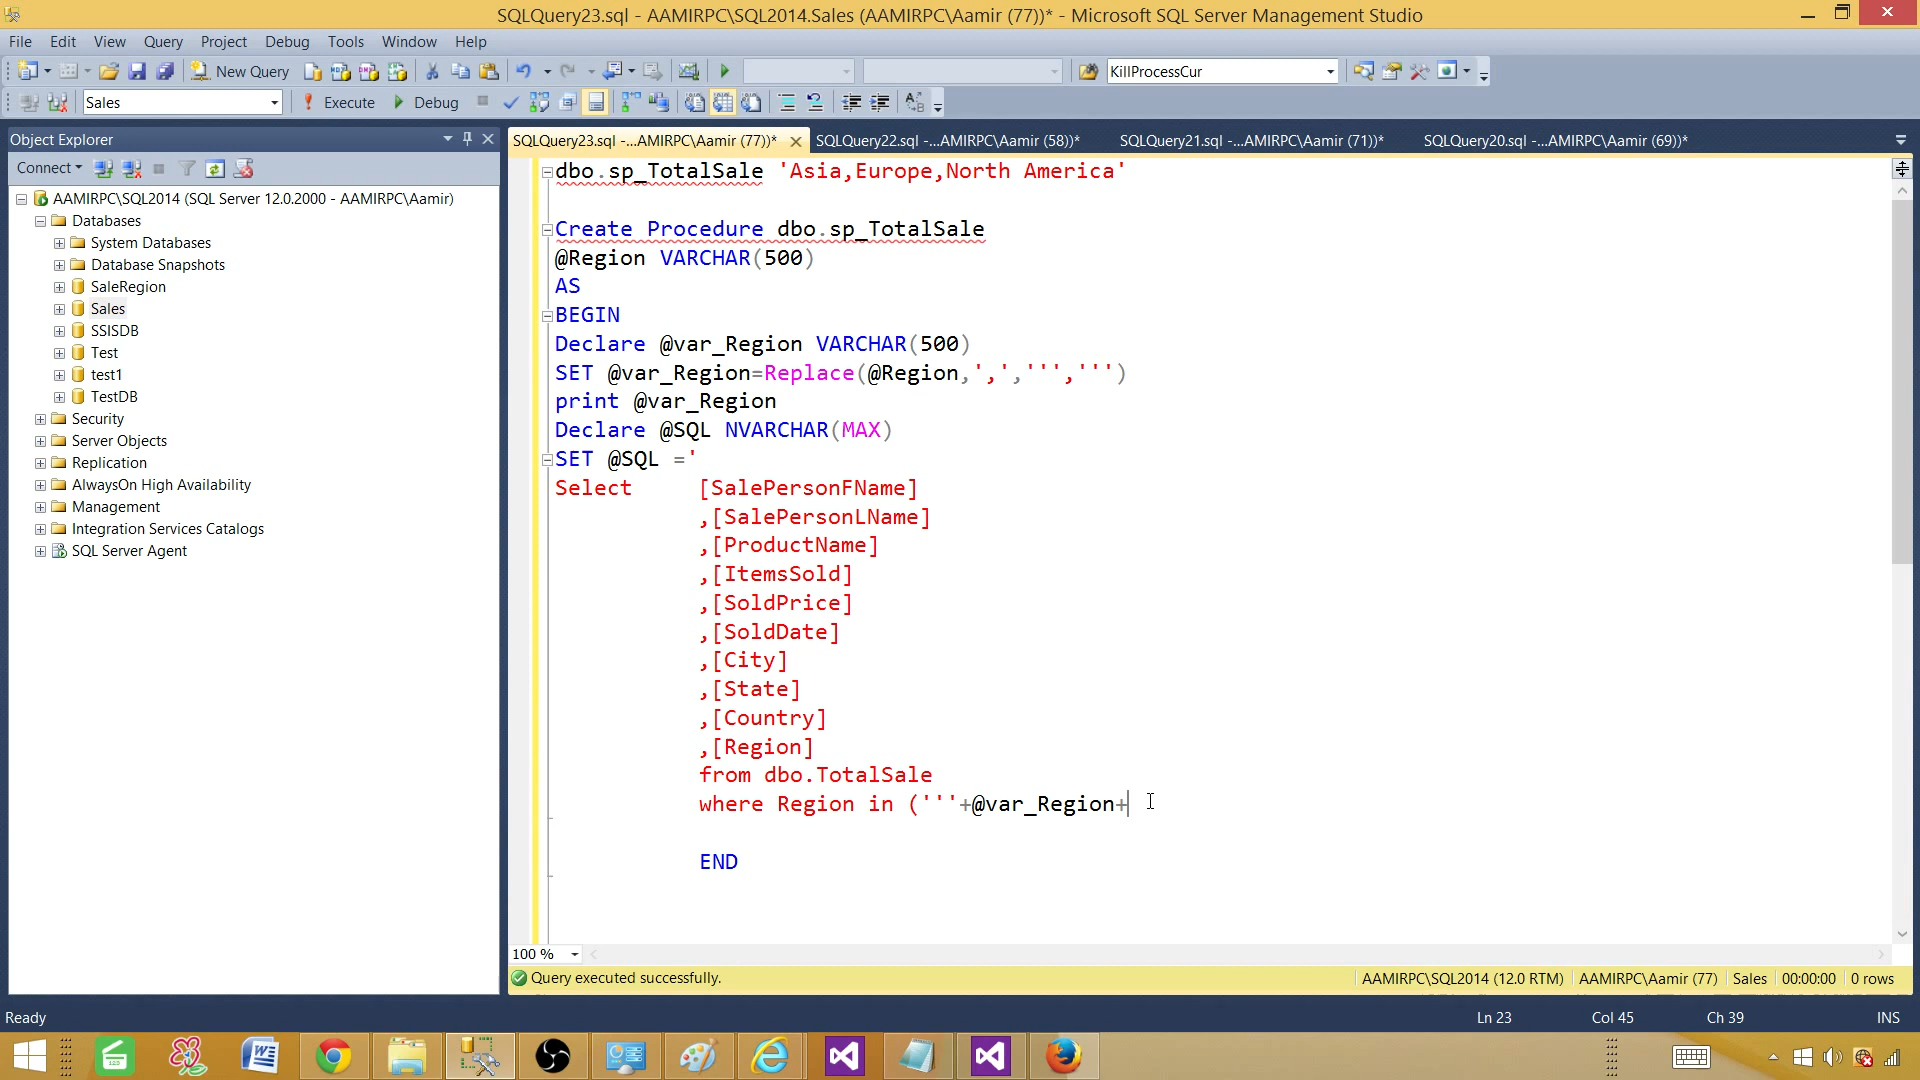 SQLQuery23.sql - AAMIRPC\SQL2014.Sales (AAMIRPC\Aamir (77))* - Microsoft SQL Server Management Studio
File Edit View Query Project Debug Tools Window Help
New Query KillProcessCur
Sales Execute Debug
Object Explorer
Connect
AAMIRPC\SQL2014 (SQL Server 12.0.2000 - AAMIRPC\Aamir)
Databases
System Databases
Database Snapshots
SaleRegion
Sales
SSISDB
Test
test1
TestDB
Security
Server Objects
Replication
AlwaysOn High Availability
Management
Integration Services Catalogs
SQL Server Agent
SQLQuery23.sql -...AMIRPC\Aamir (77))* SQLQuery22.sql -...AMIRPC\Aamir (58))* SQLQuery21.sql -...AMIRPC\Aamir (71))* SQLQuery20.sql -...AMIRPC\Aamir (69))*
dbo.sp_TotalSale 'Asia,Europe,North America'
Create Procedure dbo.sp_TotalSale
@Region VARCHAR(500)
AS
BEGIN
Declare @var_Region VARCHAR(500)
SET @var_Region=Replace(@Region,',',''',''')
print @var_Region
Declare @SQL NVARCHAR(MAX)
SET @SQL ='
Select [SalePersonFName]
,[SalePersonLName]
,[ProductName]
,[ItemsSold]
,[SoldPrice]
,[SoldDate]
,[City]
,[State]
,[Country]
,[Region]
from dbo.TotalSale
where Region in ('''+@var_Region+
END
100 %
Query executed successfully. AAMIRPC\SQL2014 (12.0 RTM) AAMIRPC\Aamir (77) Sales 00:00:00 0 rows
Ready Ln 23 Col 45 Ch 39 INS